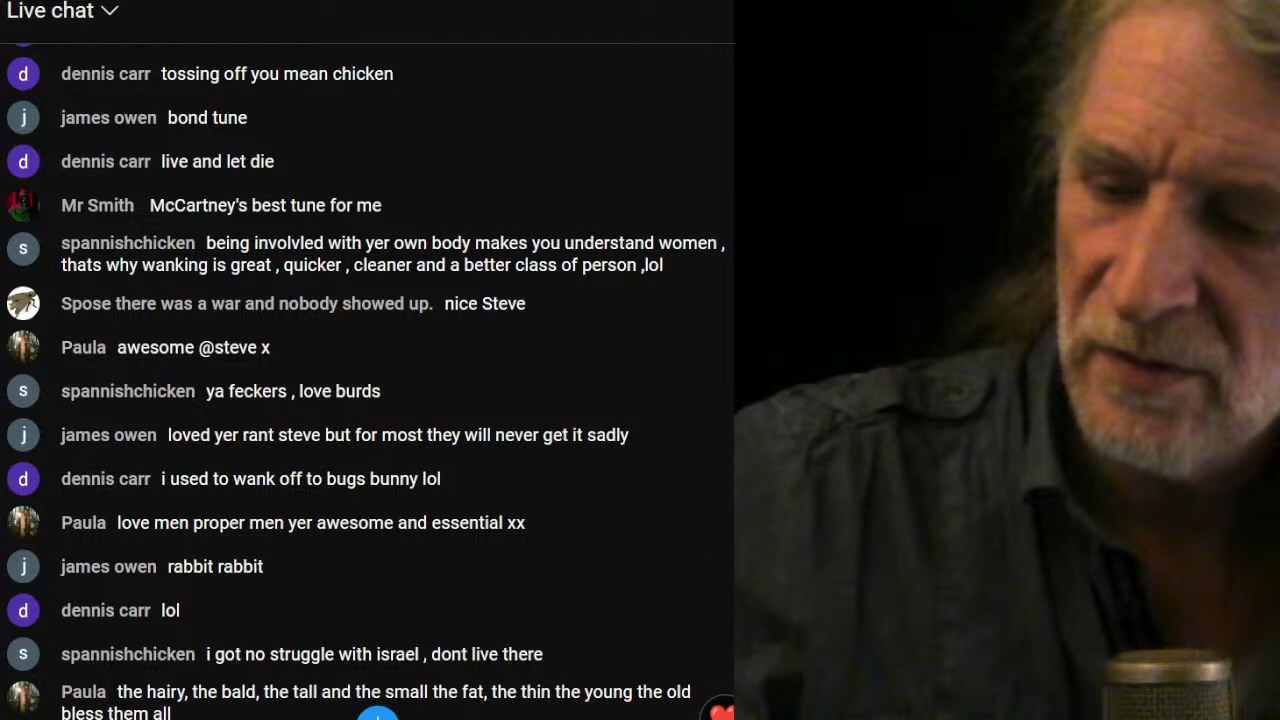 Live chat
dennis carr tossing off you mean chicken
james owen bond tune
dennis carr live and let die
Mr Smith McCartney's best tune for me
spannishchicken being involvled with yer own body makes you understand women ,
thats why wanking is great , quicker , cleaner and a better class of person ,lol
Spose there was a war and nobody showed up. nice Steve
Paula awesome @steve x
spannishchicken ya feckers , love burds
james owen loved yer rant steve but for most they will never get it sadly
dennis carr i used to wank off to bugs bunny lol
Paula love men proper men yer awesome and essential xx
james owen rabbit rabbit
dennis carr lol
spannishchicken i got no struggle with israel , dont live there
Paula the hairy, the bald, the tall and the small the fat, the thin the young the old
bless them all